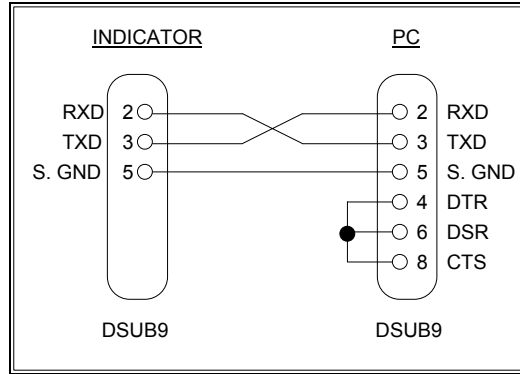 INDICATOR PC
RXD 2 2 RXD
TXD 3 3 TXD
S. GND 5 5 S. GND
4 DTR
6 DSR
8 CTS
DSUB9 DSUB9